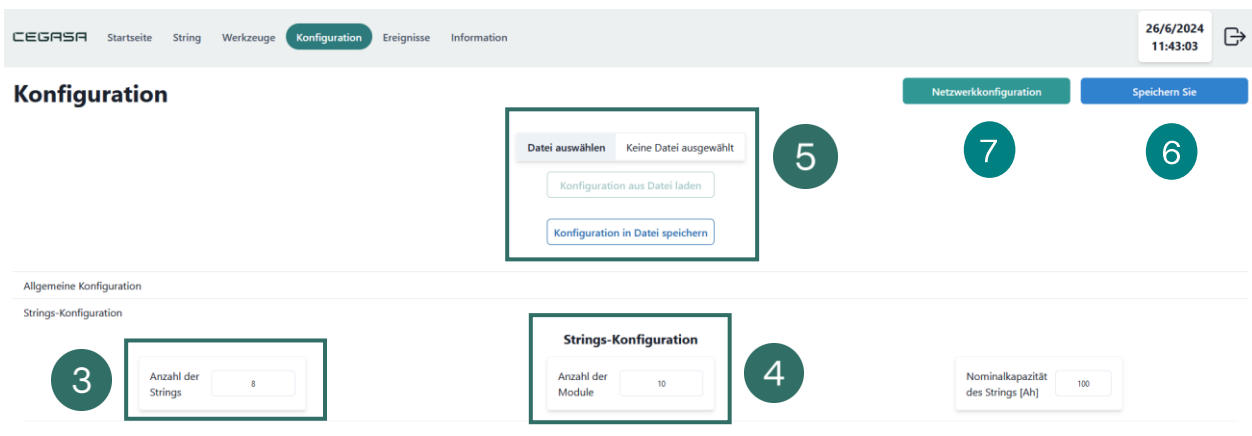 CEGASA Startseite String Werkzeuge Konfiguration Ereignisse Information
26/6/2024
11:43:03
Konfiguration
Netzwerkkonfiguration
Speichern Sie
Datei auswählen Keine Datei ausgewählt
5
7
6
Konfiguration aus Datei laden
Konfiguration in Datei speichern
Allgemeine Konfiguration
Strings-Konfiguration
Strings-Konfiguration
3
Anzahl der
Strings
8
Anzahl der
Module
10
4
Nominalkapazität
des Strings [Ah]
100